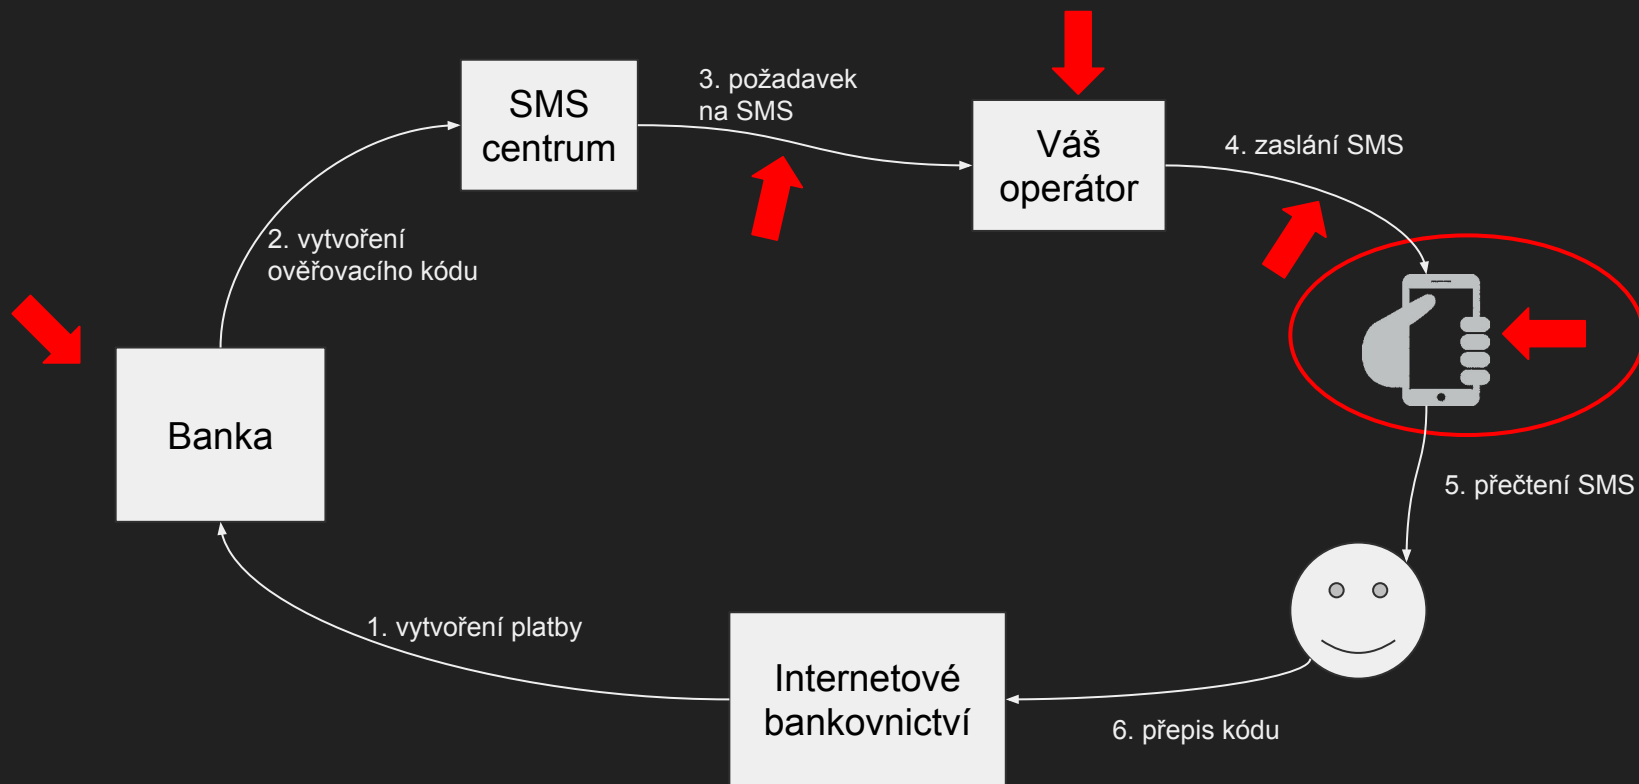 SMS
centrum
3. požadavek
na SMS
Váš
operátor
4. zaslání SMS
2. vytvoření
ověřovacího kódu
Banka
5. přečtení SMS
1. vytvoření platby
Internetové
bankovnictví
6. přepis kódu